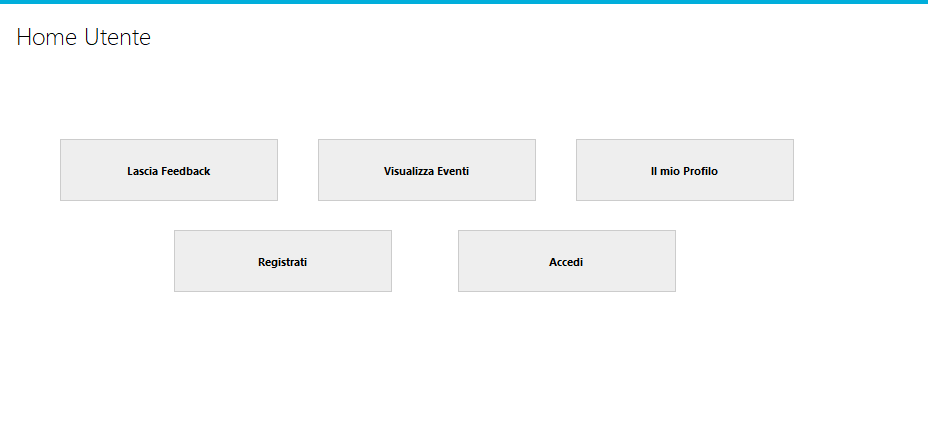 Home Utente
Lascia Feedback
Visualizza Eventi
Il mio Profilo
Registrati
Accedi